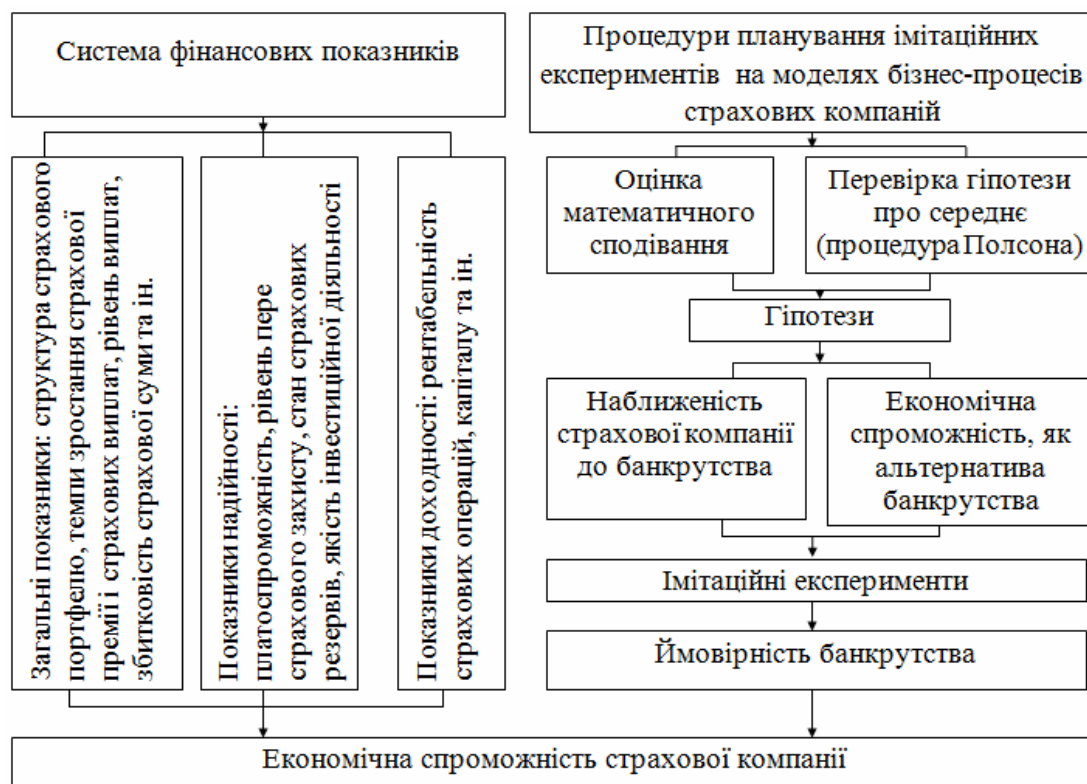 Система фінансових показників
Процедури планування імітаційних
експериментів на моделях бізнес-процесів
страхових компаній
Загальні показники: структура страхового
портфелю, темпи зростання страхової
премії і страхових виплат, рівень виплат,
збитковість страхової суми та ін.
Показники надійності:
платоспроможність, рівень пере
страхового захисту, стан страхових
резервів, якість інвестиційної діяльності
Показники доходності: рентабельність
страхових операцій, капіталу та ін.
Оцінка
математичного
сподівання
Перевірка гіпотези
про середнє
(процедура Полсона)
Гіпотези
Наближеність
страхової компанії
до банкрутства
Економічна
спроможність, як
альтернатива
банкрутства
Імітаційні експерименти
Ймовірність банкрутства
Економічна спроможність страхової компанії